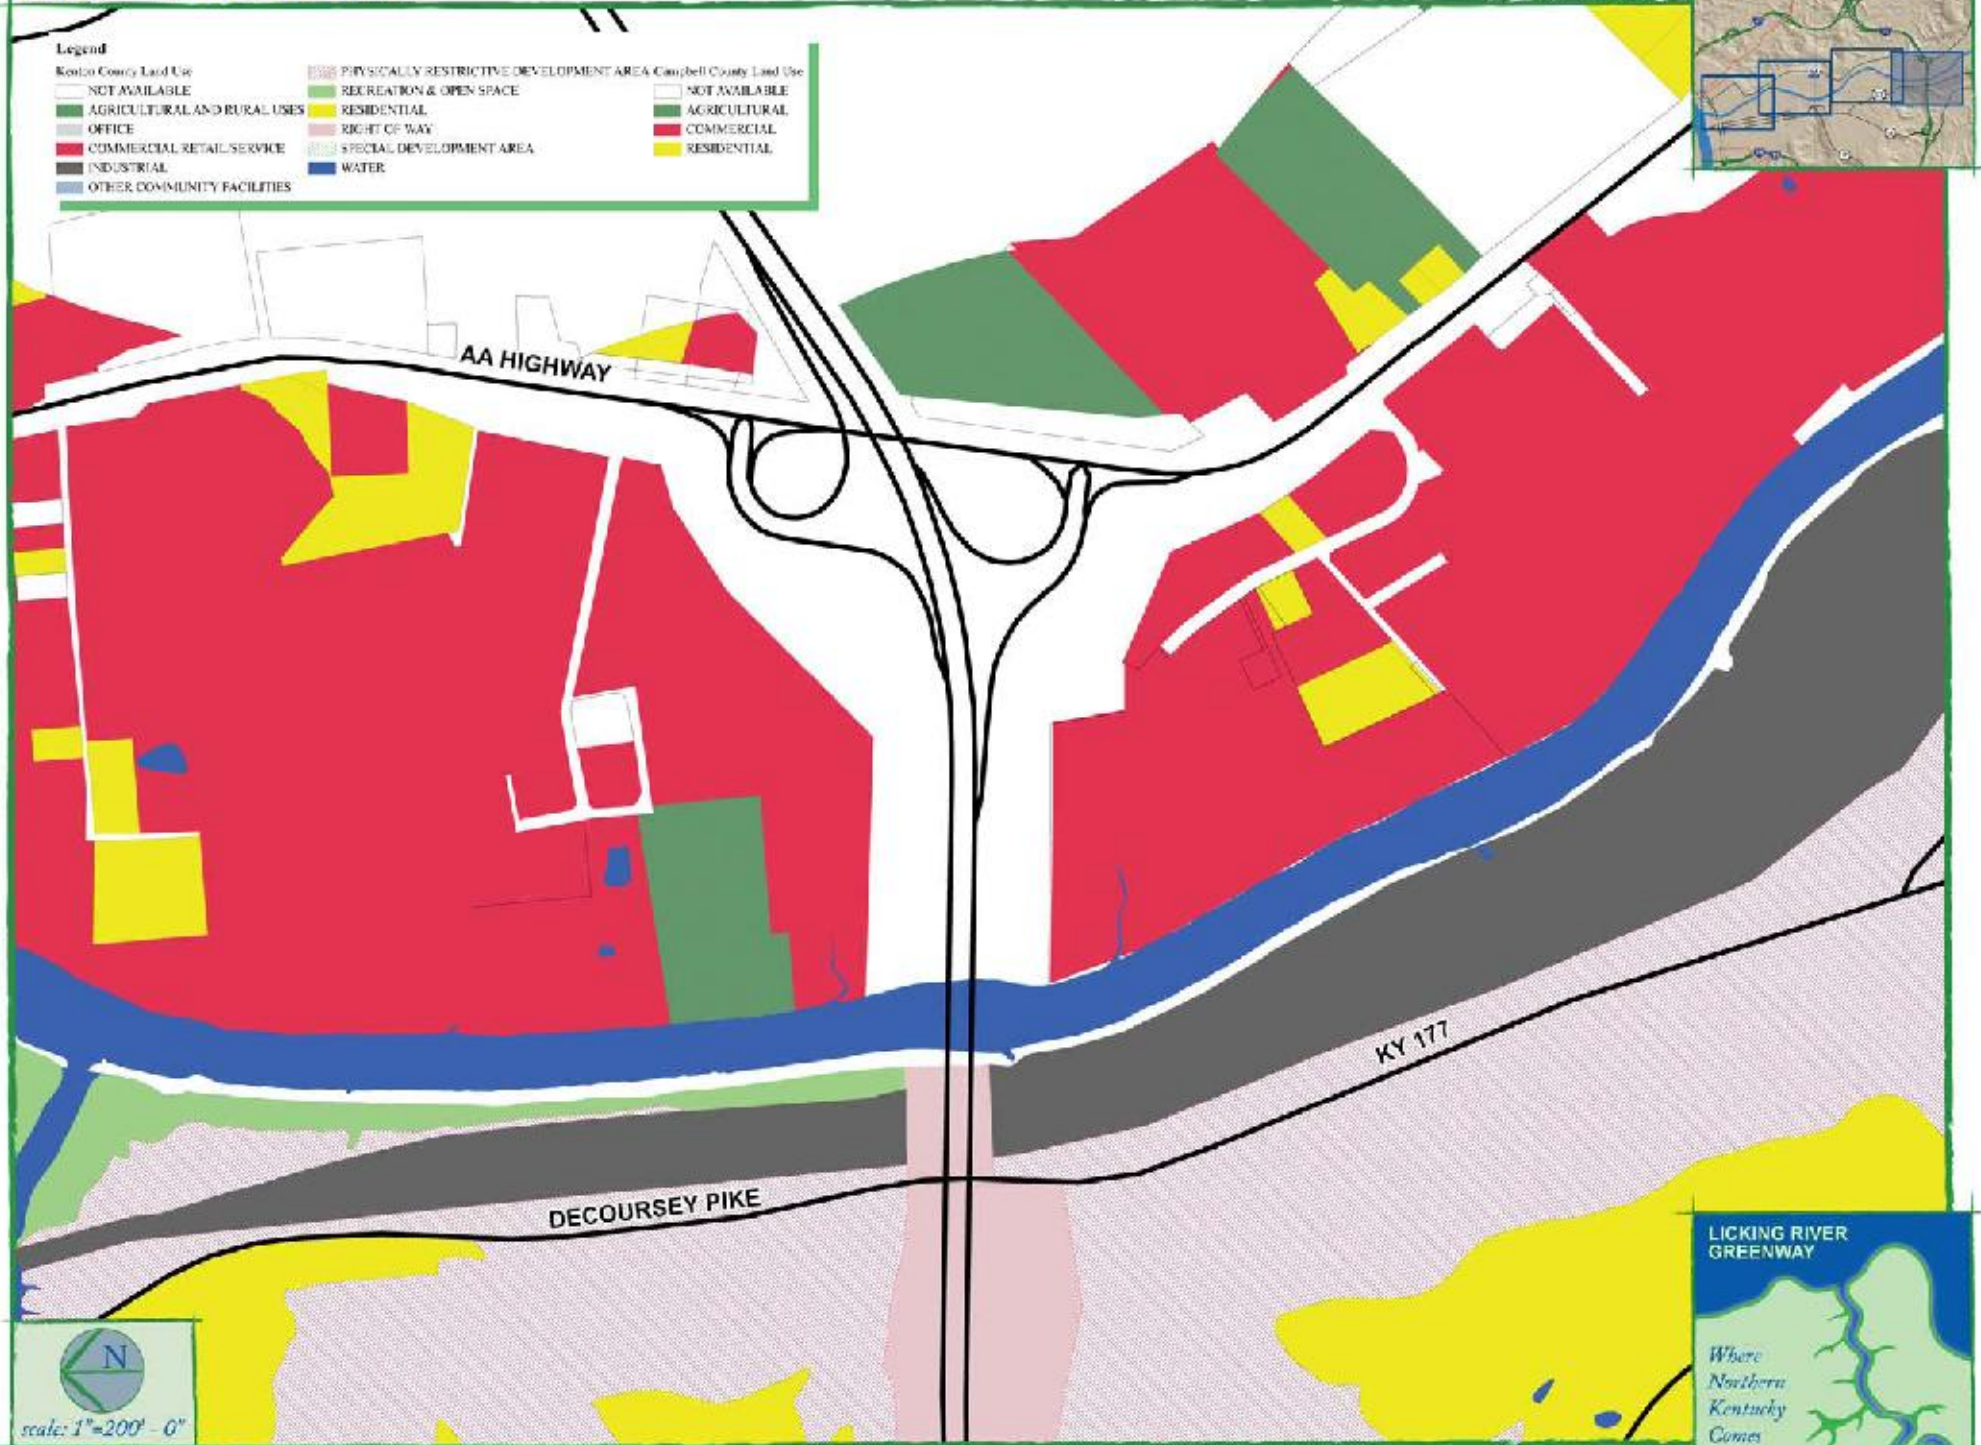 Legend
Kenton County Land Use
NOT AVAILABLE
AGRICULTURAL AND RURAL USES
OFFICE
COMMERCIAL RETAIL/SERVICE
INDUSTRIAL
OTHER COMMUNITY FACILITIES
PHYSICALLY RESTRICTIVE DEVELOPMENT AREA
RECREATION & OPEN SPACE
RESIDENTIAL
RIGHT OF WAY
SPECIAL DEVELOPMENT AREA
WATER
Campbell County Land Use
NOT AVAILABLE
AGRICULTURAL
COMMERCIAL
RESIDENTIAL
AA HIGHWAY
KY 177
DECOURSEY PIKE
N
scale: 1"=200' - 0"
LICKING RIVER
GREENWAY
Where
Northern
Kentucky
Comes